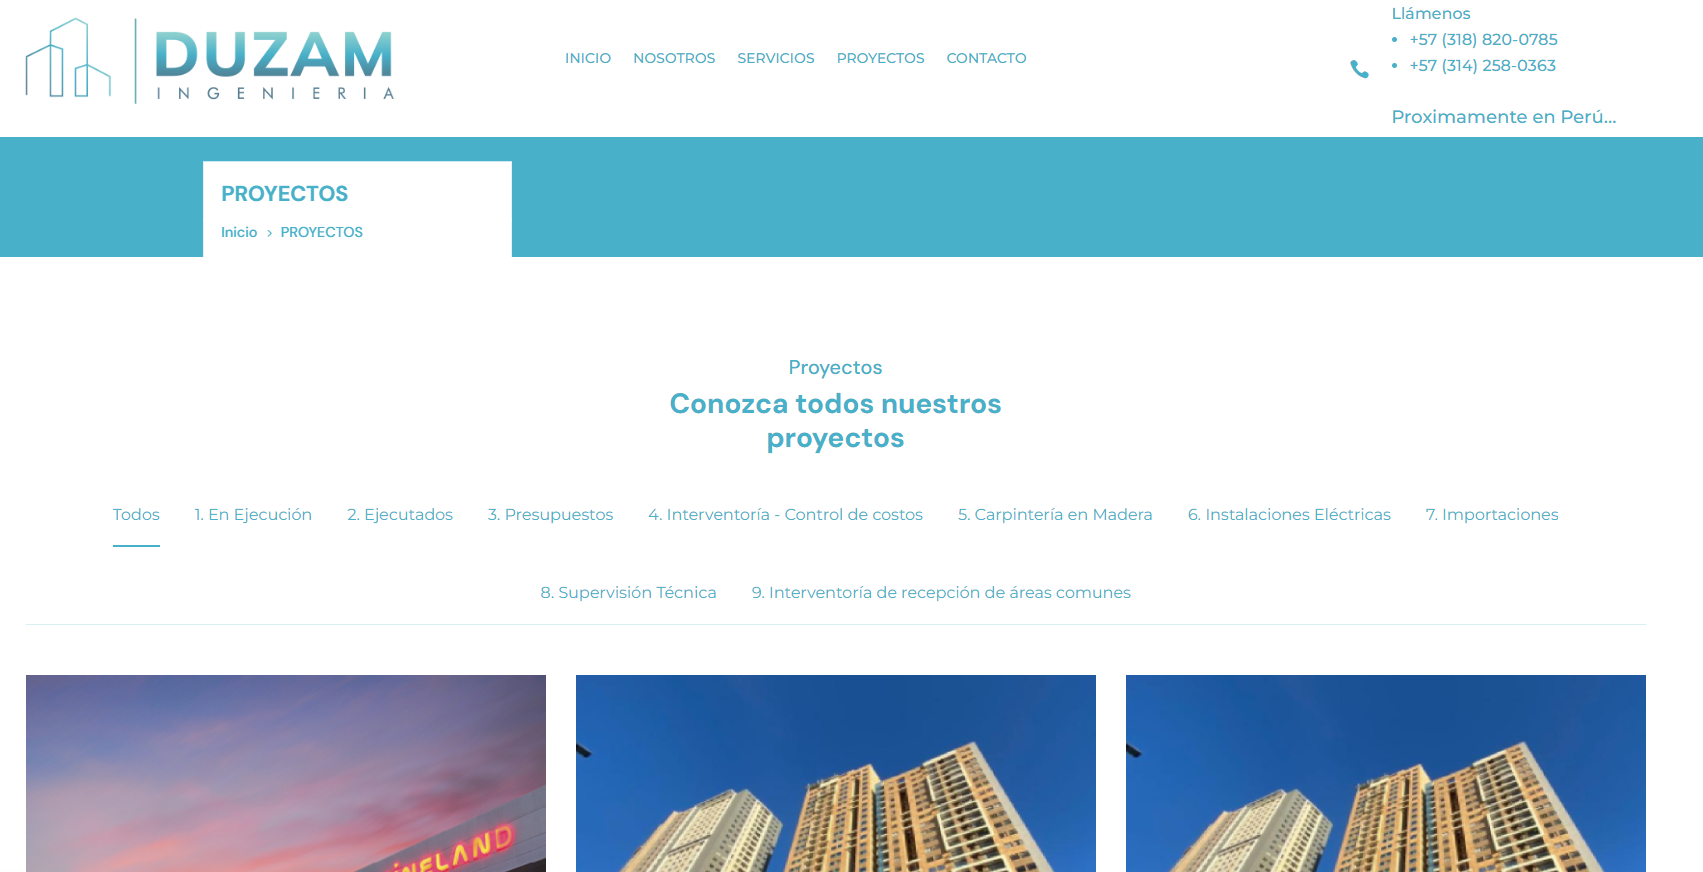 DUZAM
INGENIERIA
INICIO NOSOTROS SERVICIOS PROYECTOS CONTACTO
Llámenos
• +57 (318) 820-0785
• +57 (314) 258-0363
Proximamente en Perú...
PROYECTOS
Inicio > PROYECTOS
Proyectos
Conozca todos nuestros
proyectos
Todos 1. En Ejecución 2. Ejecutados 3. Presupuestos 4. Interventoría - Control de costos 5. Carpintería en Madera 6. Instalaciones Eléctricas 7. Importaciones
8. Supervisión Técnica 9. Interventoría de recepción de áreas comunes